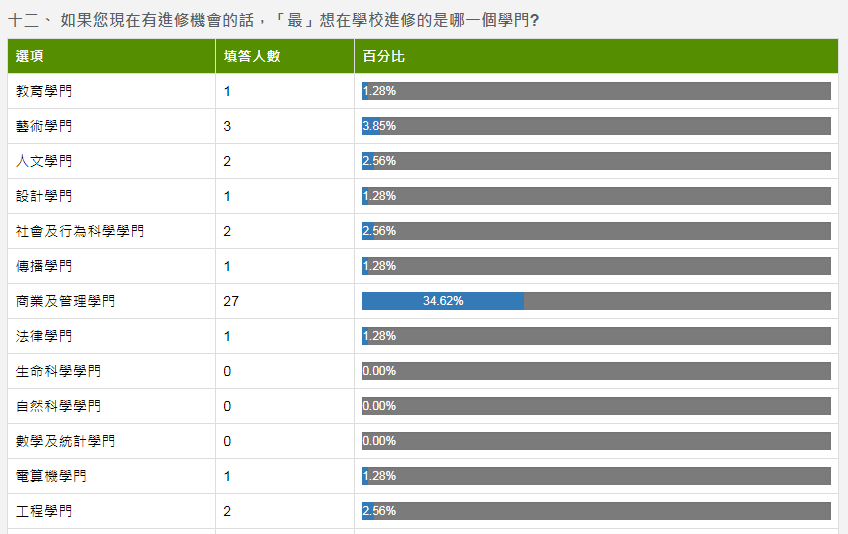 十二、 如果您現在有進修機會的話，「最」想在學校進修的是哪一個學門?
選項 填答人數 百分比
教育學門 1 1.28%
藝術學門 3 3.85%
人文學門 2 2.56%
設計學門 1 1.28%
社會及行為科學學門 2 2.56%
傳播學門 1 1.28%
商業及管理學門 27 34.62%
法律學門 1 1.28%
生命科學學門 0 0.00%
自然科學學門 0 0.00%
數學及統計學門 0 0.00%
電算機學門 1 1.28%
工程學門 2 2.56%